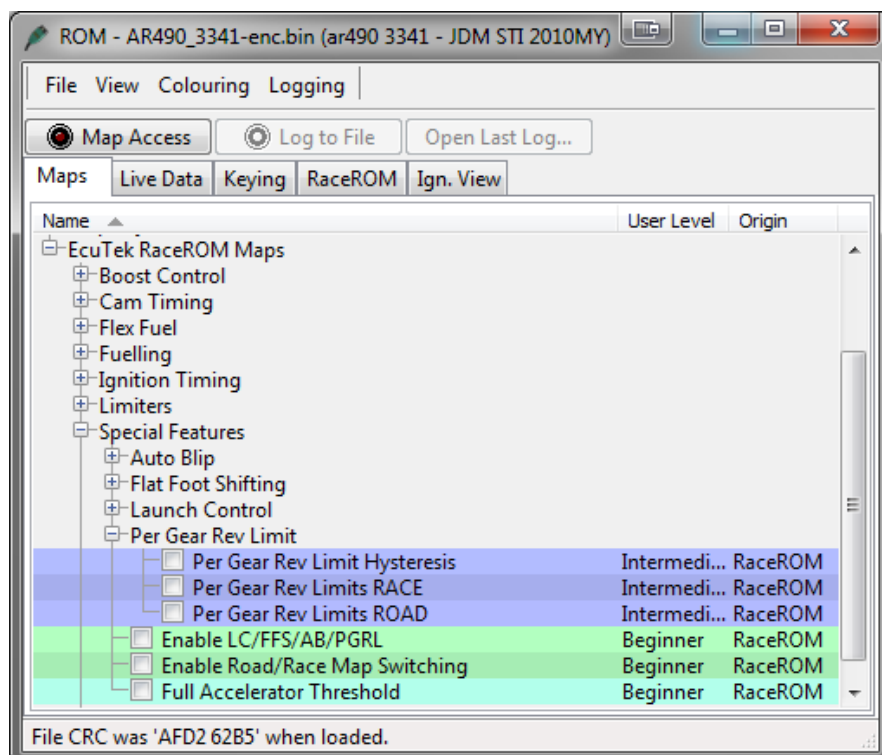 ROM - AR490_3341-enc.bin (ar490 3341 - JDM STI 2010MY)
File View Colouring Logging
Map Access Log to File Open Last Log...
Maps Live Data Keying RaceROM Ign. View
Name User Level Origin
EcuTek RaceROM Maps
Boost Control
Cam Timing
Flex Fuel
Fuelling
Ignition Timing
Limiters
Special Features
Auto Blip
Flat Foot Shifting
Launch Control
Per Gear Rev Limit
Per Gear Rev Limit Hysteresis Intermedi... RaceROM
Per Gear Rev Limits RACE Intermedi... RaceROM
Per Gear Rev Limits ROAD Intermedi... RaceROM
Enable LC/FFS/AB/PGRL Beginner RaceROM
Enable Road/Race Map Switching Beginner RaceROM
Full Accelerator Threshold Beginner RaceROM
File CRC was 'AFD2 62B5' when loaded.